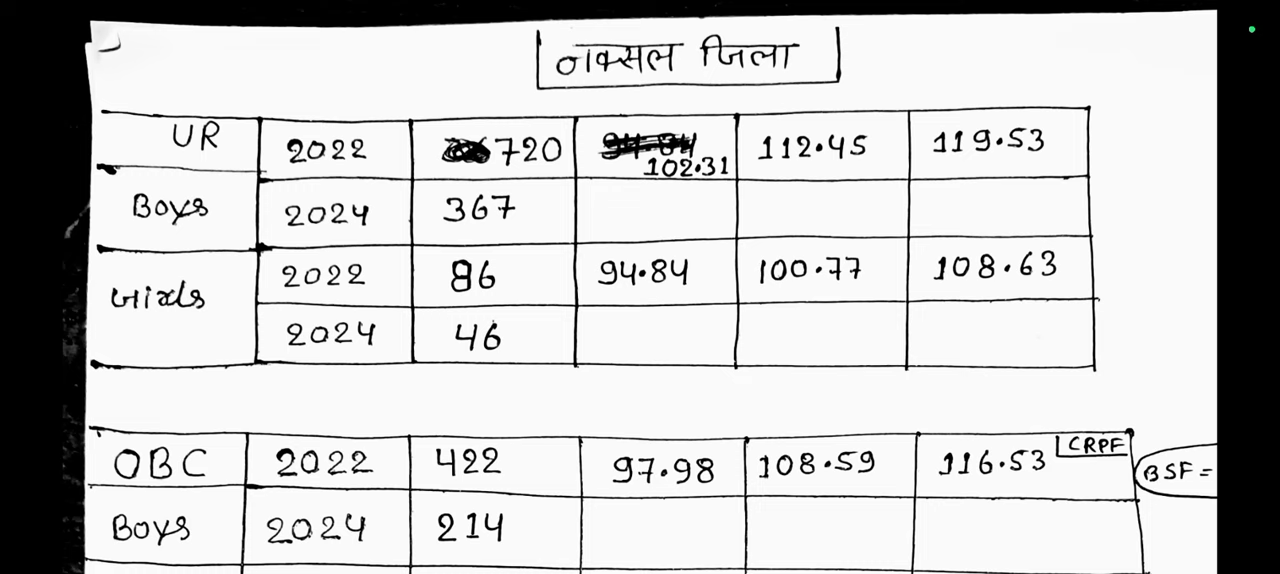 नक्सल जिला
UR 2022 720 102.31 112.45 119.53
Boys 2024 367
Girls 2022 86 94.84 100.77 108.63
2024 46
OBC 2022 422 97.98 108.59 116.53 CRPF BSF =
Boys 2024 214